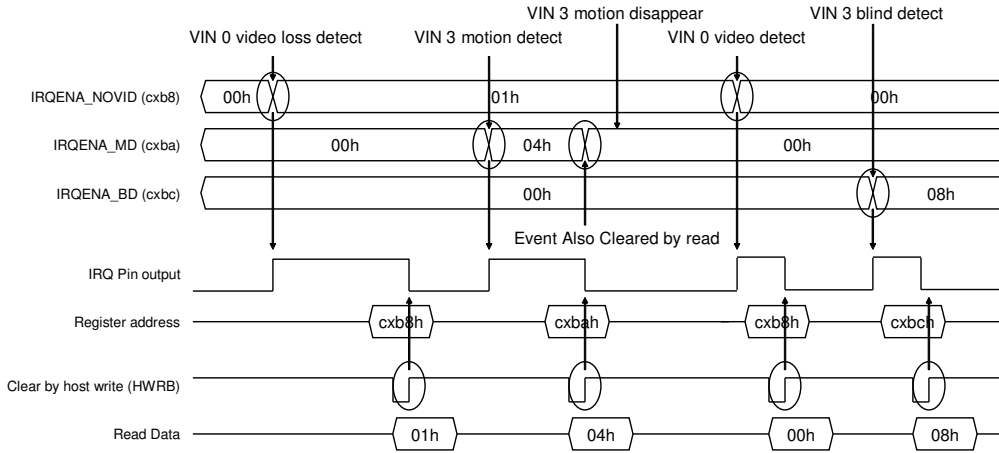 VIN 3 motion disappear
VIN 3 blind detect
VIN 0 video loss detect
VIN 3 motion detect
VIN 0 video detect
IRQENA_NOVID (cxb8)
00h
01h
00h
IRQENA_MD (cxba)
00h
04h
00h
IRQENA_BD (cxbc)
00h
08h
Event Also Cleared by read
IRQ Pin output
Register address
cxb8h
cxbah
cxb8h
cxbch
Clear by host write (HWRB)
Read Data
01h
04h
00h
08h